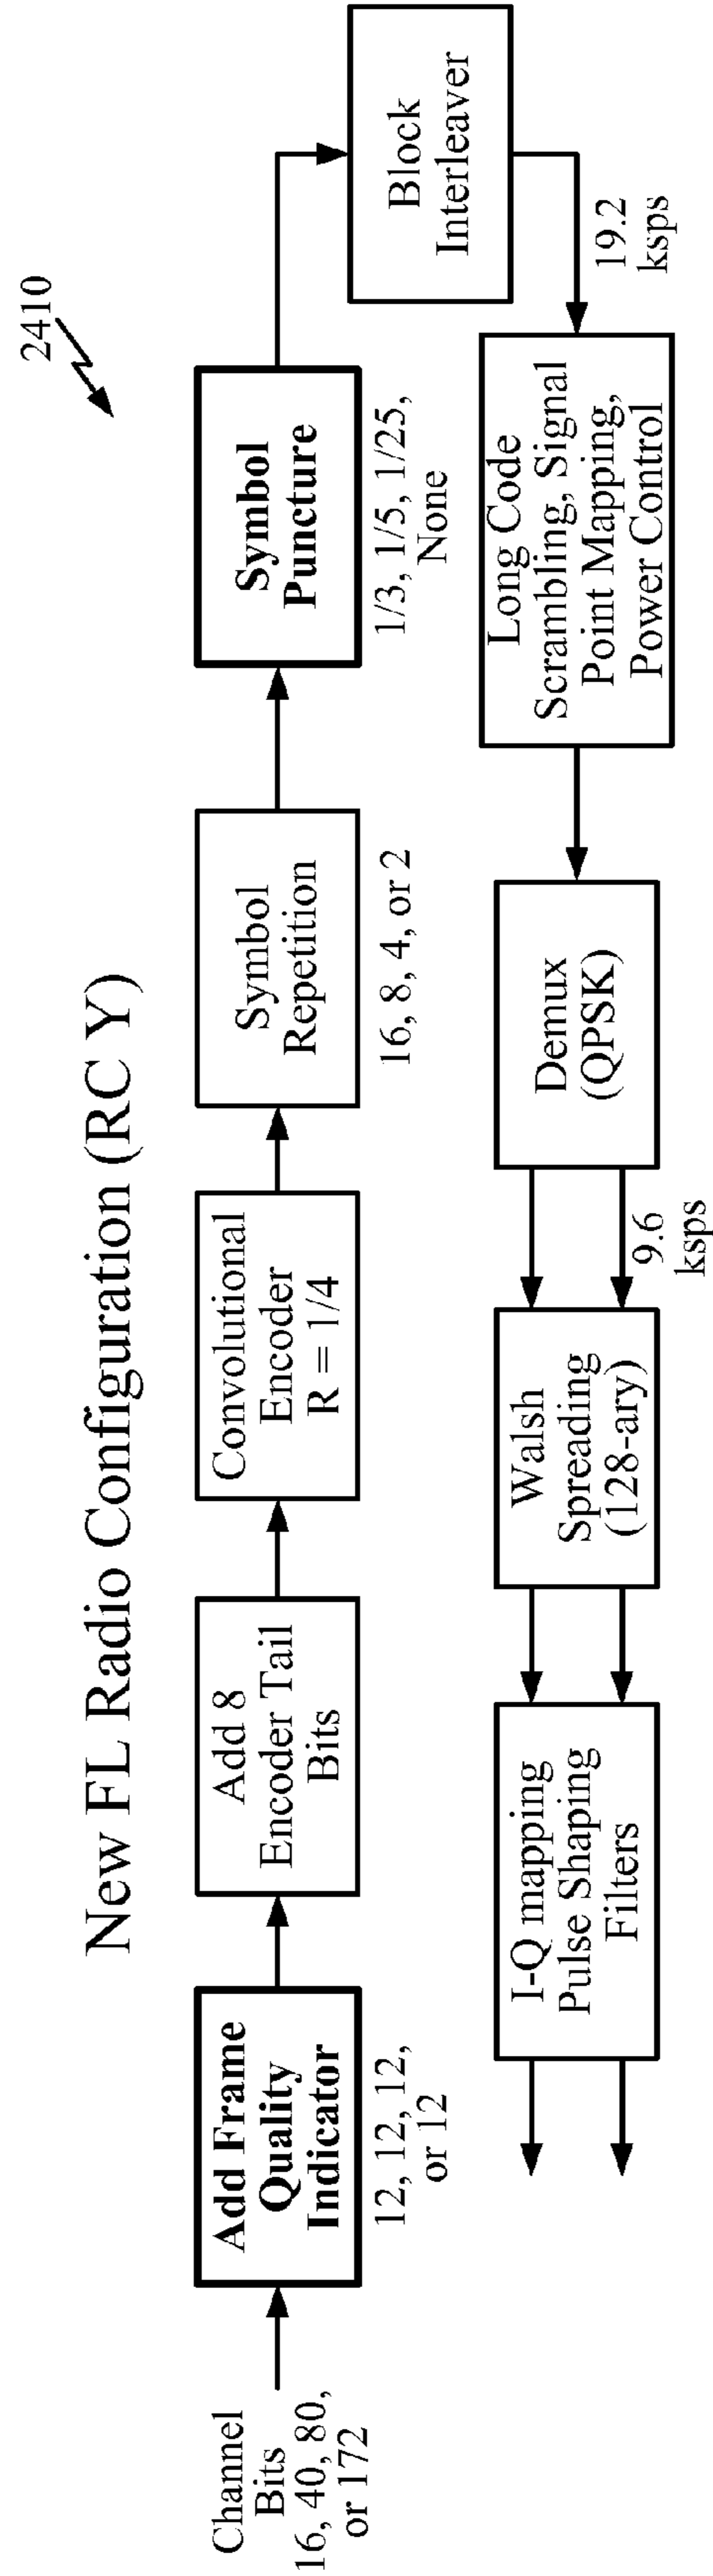 2410
New FL Radio Configuration (RC Y)
Channel
Bits
16, 40, 80,
or 172
Add Frame
Quality
Indicator
12, 12, 12,
or 12
Add 8
Encoder Tail
Bits
Convolutional
Encoder
R = 1/4
Symbol
Repetition
16, 8, 4, or 2
Symbol
Puncture
1/3, 1/5, 1/25,
None
Block
Interleaver
19.2
ksps
Long Code
Scrambling, Signal
Point Mapping,
Power Control
Demux
(QPSK)
9.6
ksps
Walsh
Spreading
(128-ary)
I-Q mapping
Pulse Shaping
Filters